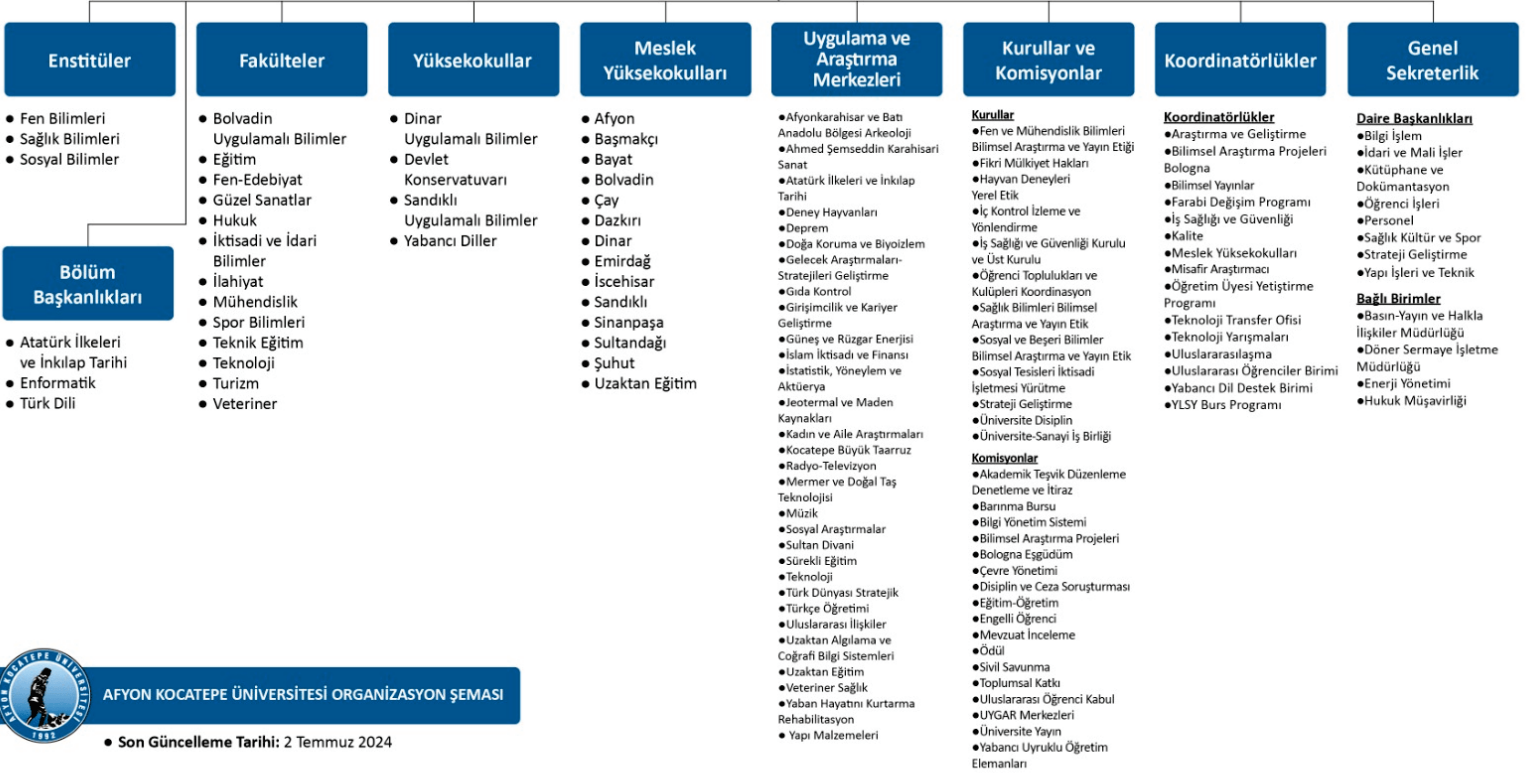 Enstitüler
● Fen Bilimleri
● Sağlık Bilimleri
● Sosyal Bilimler
Bölüm
Başkanlıkları
● Atatürk İlkeleri
ve İnkılap Tarihi
● Enformatik
● Türk Dili
Fakülteler
● Bolvadin
Uygulamalı Bilimler
● Eğitim
● Fen-Edebiyat
● Güzel Sanatlar
● Hukuk
● İktisadi ve İdari
Bilimler
● İlahiyat
● Mühendislik
● Spor Bilimleri
● Teknik Eğitim
● Teknoloji
● Turizm
● Veteriner
Yüksekokullar
● Dinar
Uygulamalı Bilimler
● Devlet
Konservatuvarı
● Sandıklı
Uygulamalı Bilimler
● Yabancı Diller
Meslek
Yüksekokulları
● Afyon
● Başmakçı
● Bayat
● Bolvadin
● Çay
● Dazkırı
● Dinar
● Emirdağ
● İscehisar
● Sandıklı
● Sinanpaşa
● Sultandağı
● Şuhut
● Uzaktan Eğitim
Uygulama ve
Araştırma
Merkezleri
●Afyonkarahisar ve Batı
Anadolu Bölgesi Arkeoloji
●Ahmed Şemseddin Karahisari
Sanat
●Atatürk İlkeleri ve İnkılap
Tarihi
●Deney Hayvanları
●Deprem
●Doğa Koruma ve Biyoizlem
●Gelecek Araştırmaları-
Stratejileri Geliştirme
●Gıda Kontrol
●Girişimcilik ve Kariyer
Geliştirme
●Güneş ve Rüzgar Enerjisi
●İslam İktisadı ve Finansı
●İstatistik, Yöneylem ve
Aktüerya
●Jeotermal ve Maden
Kaynakları
●Kadın ve Aile Araştırmaları
●Kocatepe Büyük Taarruz
●Radyo-Televizyon
●Mermer ve Doğal Taş
Teknolojisi
●Müzik
●Sosyal Araştırmalar
●Sultan Divani
●Sürekli Eğitim
●Teknoloji
●Türk Dünyası Stratejik
●Türkçe Öğretimi
●Uluslararası İlişkiler
●Uzaktan Algılama ve
Coğrafi Bilgi Sistemleri
●Uzaktan Eğitim
●Veteriner Sağlık
●Yaban Hayatını Kurtarma
Rehabilitasyon
● Yapı Malzemeleri
Kurullar ve
Komisyonlar
Kurullar
●Fen ve Mühendislik Bilimleri
Bilimsel Araştırma ve Yayın Etiği
●Fikri Mülkiyet Hakları
●Hayvan Deneyleri
Yerel Etik
●İç Kontrol İzleme ve
Yönlendirme
●İş Sağlığı ve Güvenliği Kurulu
ve Üst Kurulu
●Öğrenci Toplulukları ve
Kulüpleri Koordinasyon
●Sağlık Bilimleri Bilimsel
Araştırma ve Yayın Etik
●Sosyal ve Beşeri Bilimler
Bilimsel Araştırma ve Yayın Etik
●Sosyal Tesisleri İktisadi
İşletmesi Yürütme
●Strateji Geliştirme
●Üniversite Disiplin
●Üniversite-Sanayi İş Birliği
Komisyonlar
●Akademik Teşvik Düzenleme
Denetleme ve İtiraz
●Barınma Bursu
●Bilgi Yönetim Sistemi
●Bilimsel Araştırma Projeleri
●Bologna Eşgüdüm
●Çevre Yönetimi
●Disiplin ve Ceza Soruşturması
●Eğitim-Öğretim
●Engelli Öğrenci
●Mevzuat İnceleme
●Ödül
●Sivil Savunma
●Toplumsal Katkı
●Uluslararası Öğrenci Kabul
●UYGAR Merkezleri
●Üniversite Yayın
●Yabancı Uyruklu Öğretim
Elemanları
Koordinatörlükler
Koordinatörlükler
●Araştırma ve Geliştirme
●Bilimsel Araştırma Projeleri
Bologna
●Bilimsel Yayınlar
●Farabi Değişim Programı
●İş Sağlığı ve Güvenliği
●Kalite
●Meslek Yüksekokulları
●Misafir Araştırmacı
●Öğretim Üyesi Yetiştirme
Programı
●Teknoloji Transfer Ofisi
●Teknoloji Yarışmaları
●Uluslararasılaşma
●Uluslararası Öğrenciler Birimi
●Yabancı Dil Destek Birimi
●YLSY Burs Programı
Genel
Sekreterlik
Daire Başkanlıkları
●Bilgi İşlem
●İdari ve Mali İşler
●Kütüphane ve
Dokümantasyon
●Öğrenci İşleri
●Personel
●Sağlık Kültür ve Spor
●Strateji Geliştirme
●Yapı İşleri ve Teknik
Bağlı Birimler
●Basın-Yayın ve Halkla
İlişkiler Müdürlüğü
●Döner Sermaye İşletme
Müdürlüğü
●Enerji Yönetimi
●Hukuk Müşavirliği
AFYON KOCATEPE ÜNİVERSİTESİ
1992
AFYON KOCATEPE ÜNİVERSİTESİ ORGANİZASYON ŞEMASI
● Son Güncelleme Tarihi: 2 Temmuz 2024